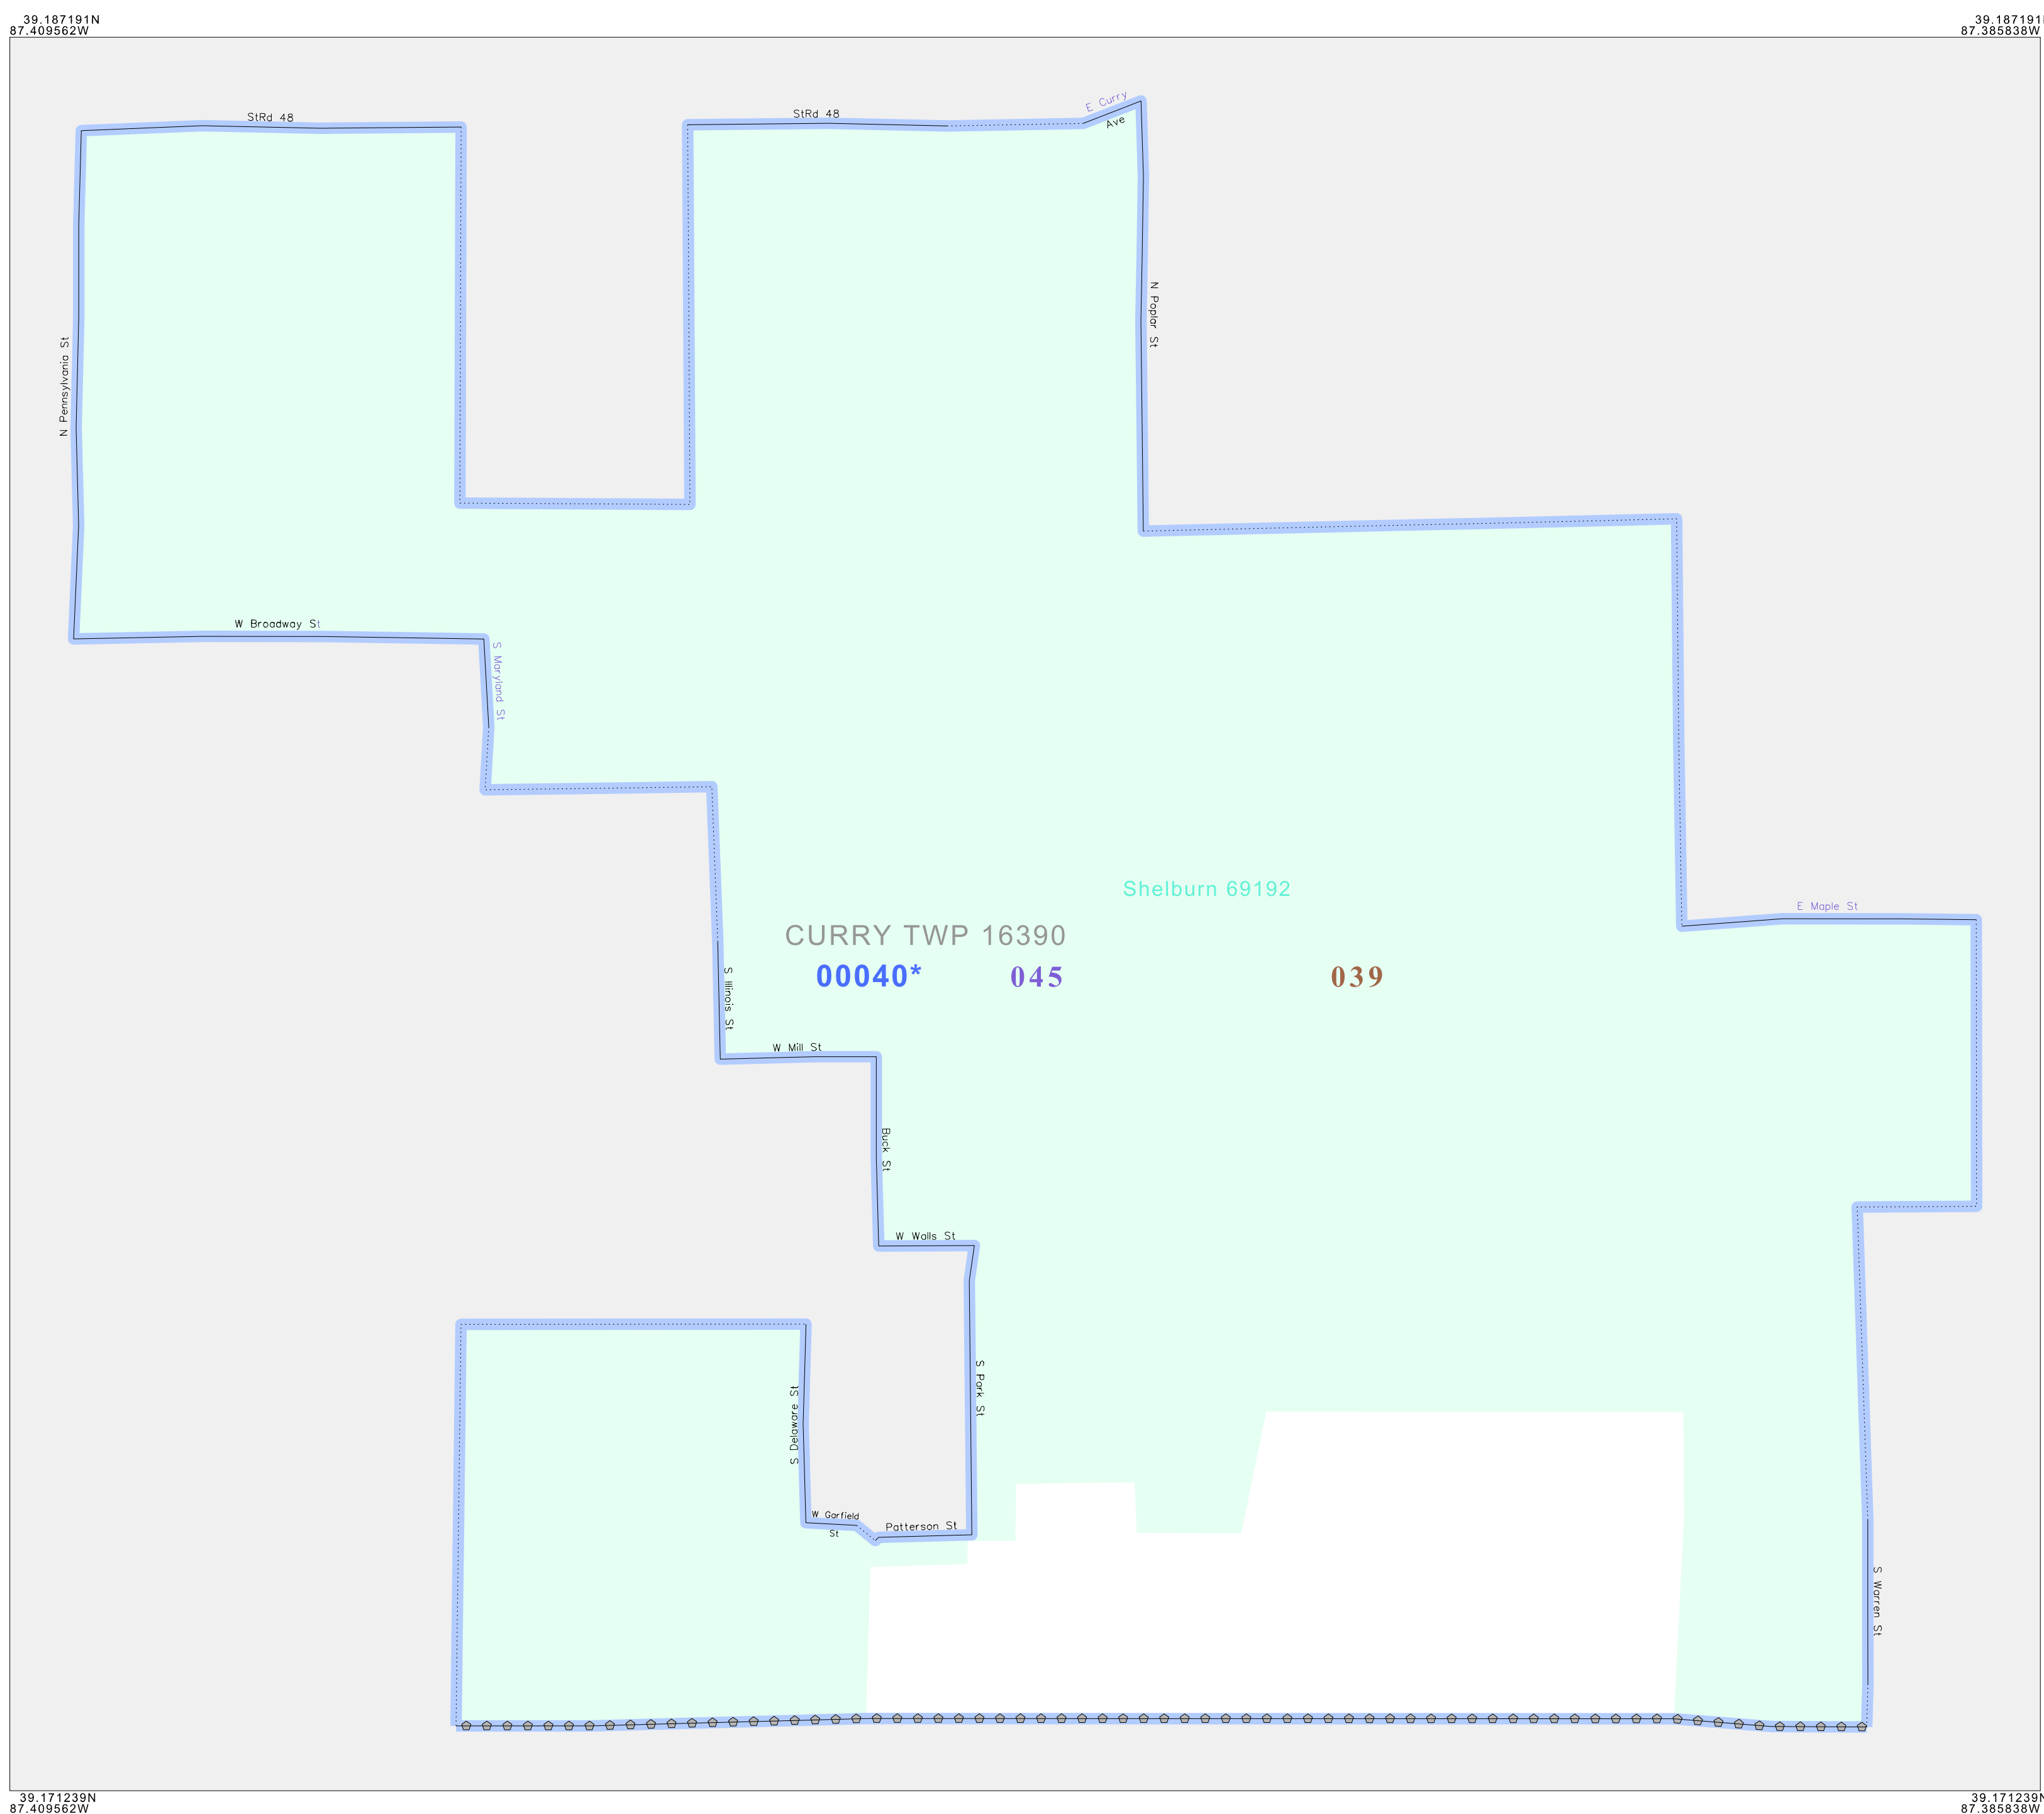 39.187191N
87.409562W
39.187191N
87.385838W
StRd 48
StRd 48
E Curry
Ave
N Pennsylvania St
N Poplar St
W Broadway St
S Maryland St
Shelburn 69192
E Maple St
CURRY TWP 16390
00040*
045
039
S Illinois St
W Mill St
Buck St
W Walls St
S Park St
S Delaware St
W Garfield
St
Patterson St
S Warren St
39.171239N
87.409562W
39.171239N
87.385838W